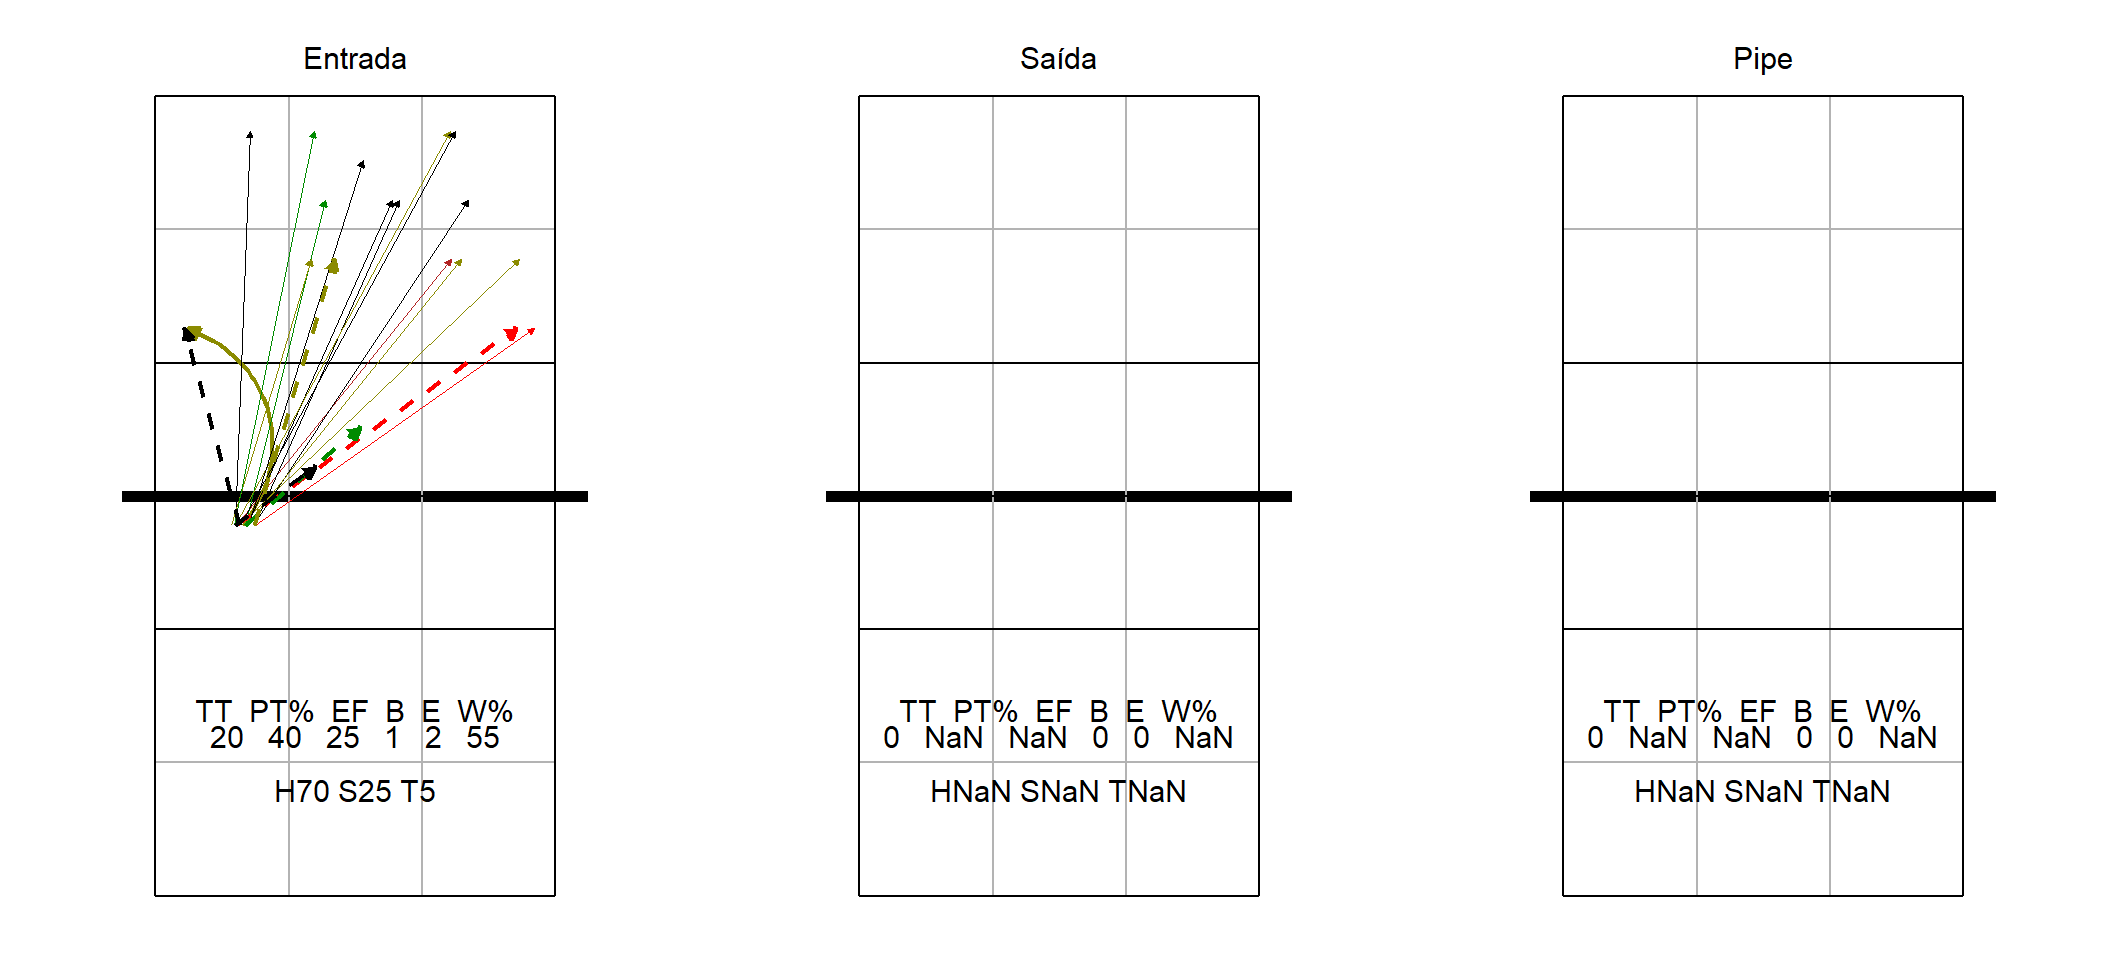 Entrada
TT PT% EF B E W%
20 40 25 1 2 55
H70 S25 T5
Saída
TT PT% EF B E W%
0 NaN NaN 0 0 NaN
HNaN SNaN TNaN
Pipe
TT PT% EF B E W%
0 NaN NaN 0 0 NaN
HNaN SNaN TNaN